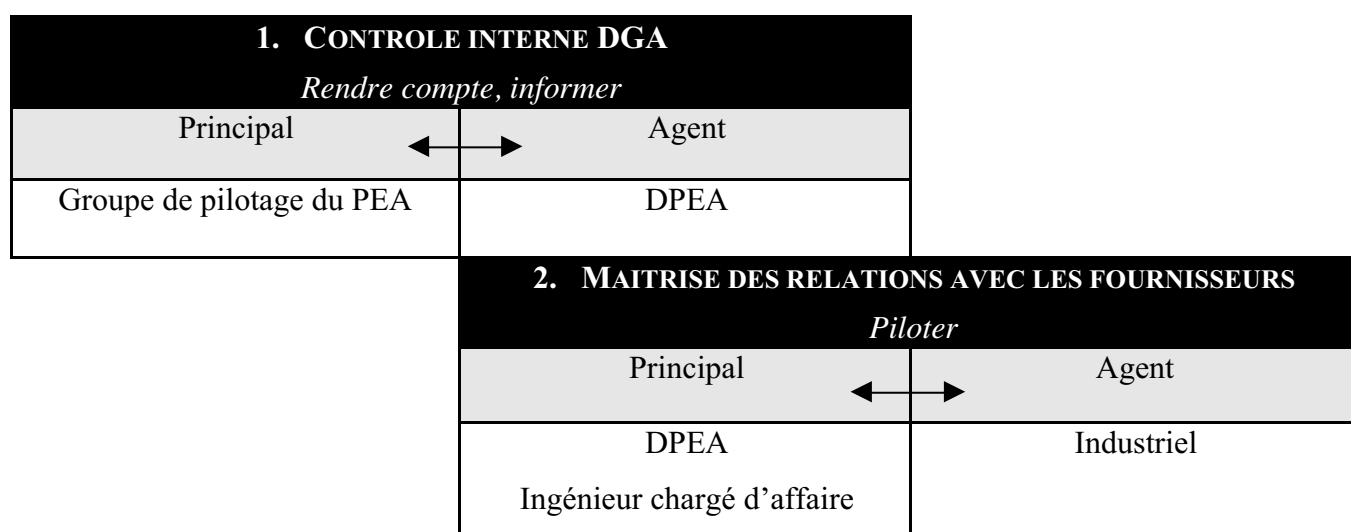 1. CONTROLE INTERNE DGA
Rendre compte, informer
Principal Agent
Groupe de pilotage du PEA DPEA
2. MAITRISE DES RELATIONS AVEC LES FOURNISSEURS
Piloter
Principal Agent
DPEA Industriel
Ingénieur chargé d’affaire